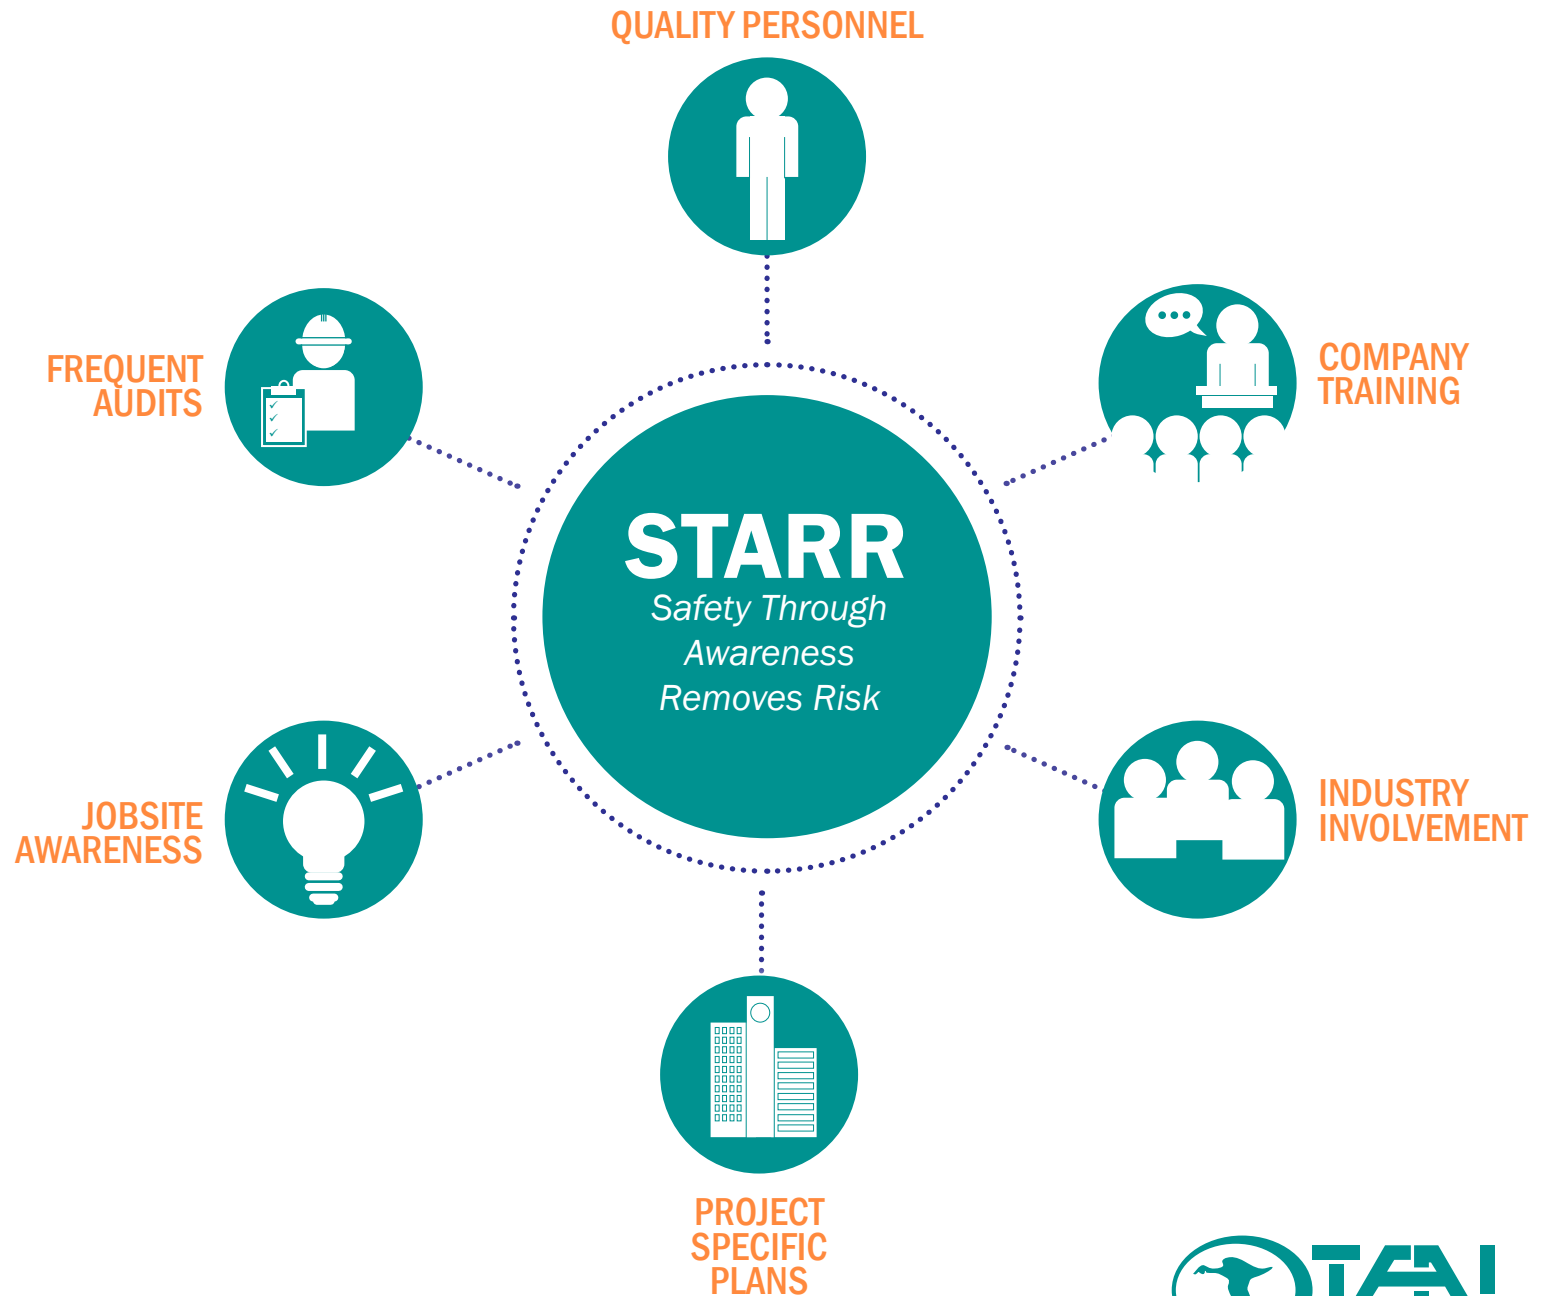 QUALITY PERSONNEL
FREQUENT
AUDITS
COMPANY
TRAINING
STARR
Safety Through
Awareness
Removes Risk
JOBSITE
AWARENESS
INDUSTRY
INVOLVEMENT
PROJECT
SPECIFIC
PLANS